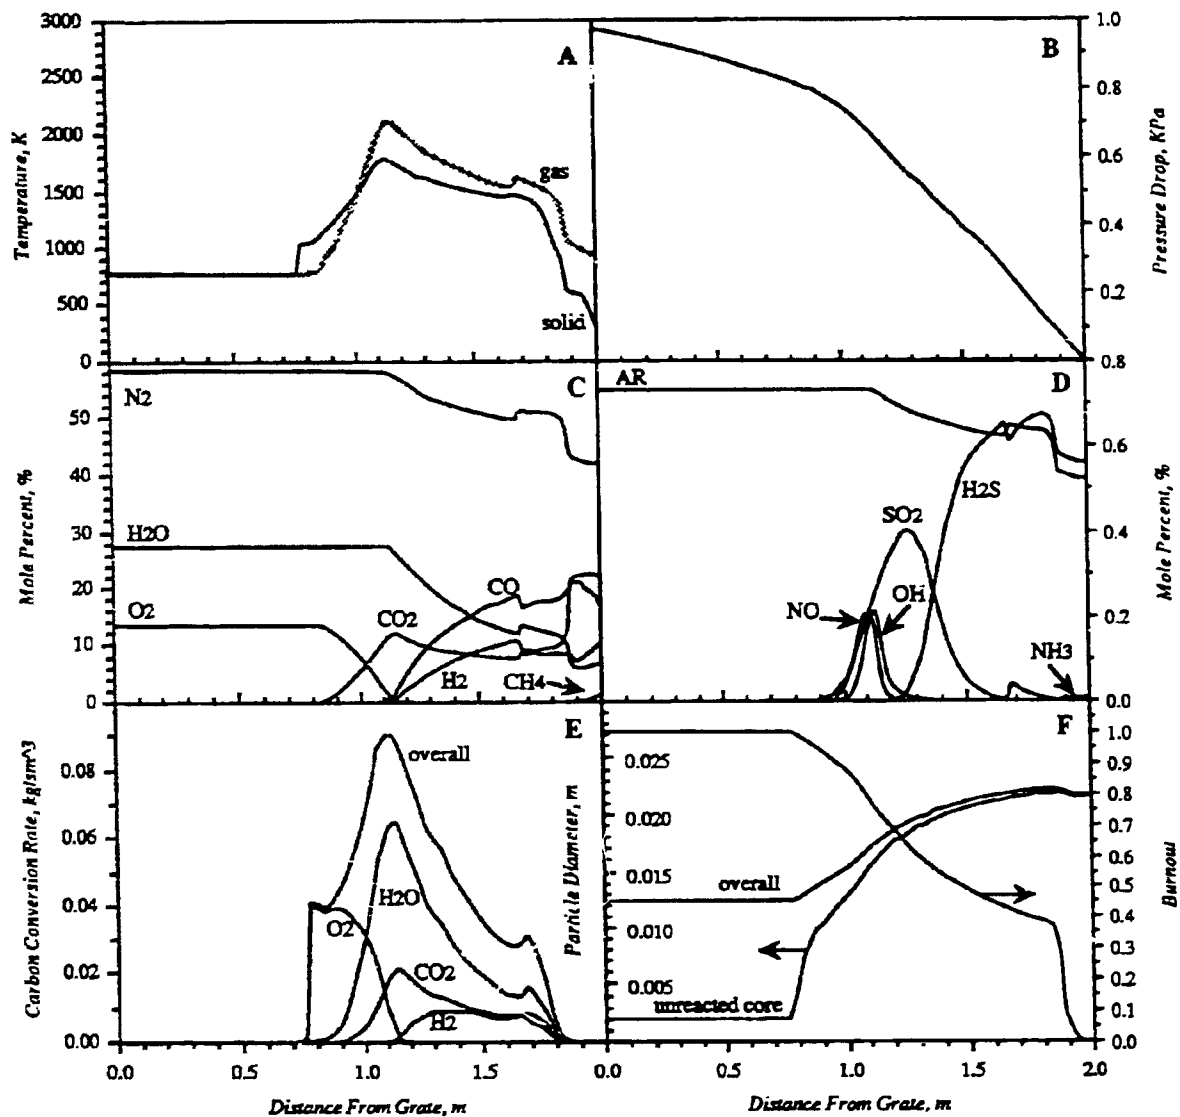 3000
2500
2000
1500
1000
500
0
Temperature, K
A
gas
solid
B
1.0
0.8
0.6
0.4
0.2
0.8
Pressure Drop, KPa
N2
C
50
40
30
20
10
0
Mole Percent, %
H2O
O2
CO2
CO
H2
CH4
AR
D
H2S
SO2
NO
OH
NH3
0.6
0.4
0.2
0.0
Mole Percent, %
E
overall
H2O
O2
CO2
H2
0.08
0.06
0.04
0.02
0.00
Carbon Conversion Rate, kg/sm^3
0.0
0.5
1.0
1.5
Distance From Grate, m
F
0.025
0.020
0.015
0.010
0.005
Particle Diameter, m
overall
unreacted core
1.0
0.9
0.8
0.7
0.6
0.5
0.4
0.3
0.2
0.1
0.0
Burnout
0.0
0.5
1.0
1.5
2.0
Distance From Grate, m